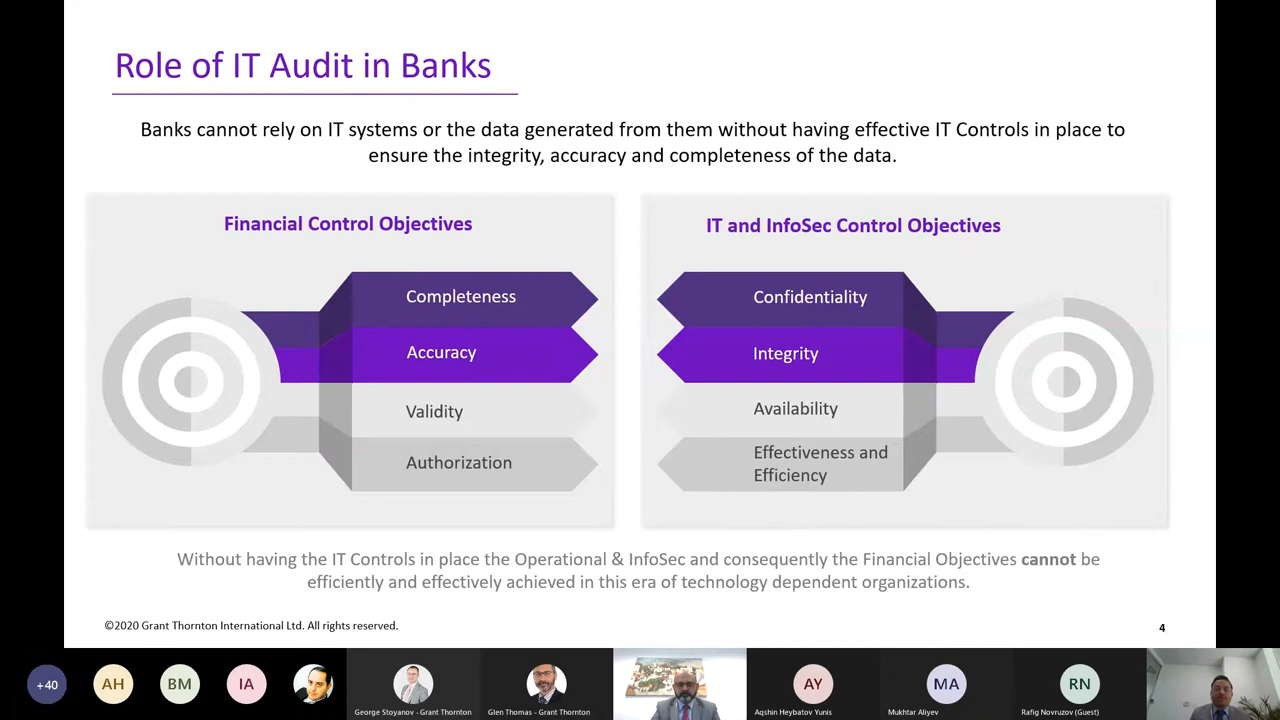 Role of IT Audit in Banks
Banks cannot rely on IT systems or the data generated from them without having effective IT Controls in place to
ensure the integrity, accuracy and completeness of the data.
Financial Control Objectives
Completeness
Accuracy
Validity
Authorization
IT and InfoSec Control Objectives
Confidentiality
Integrity
Availability
Effectiveness and
Efficiency
Without having the IT Controls in place the Operational & InfoSec and consequently the Financial Objectives cannot be
efficiently and effectively achieved in this era of technology dependent organizations.
©2020 Grant Thornton International Ltd. All rights reserved.
4
+40
AH
BM
IA
George Stoyanov - Grant Thornton
Glen Thomas - Grant Thornton
AY
Aqshin Heybatov Yunis
MA
Mukhtar Aliyev
RN
Rafig Novruzov (Guest)